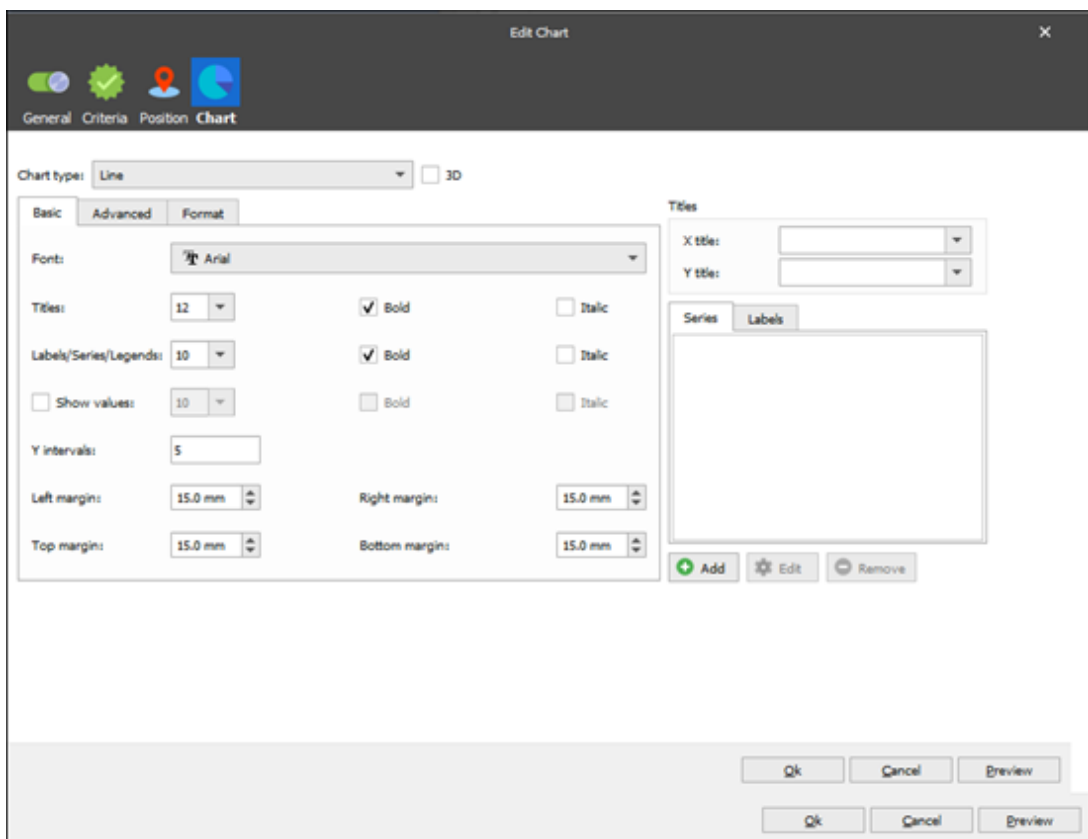 Edit Chart
General Criteria Position Chart
Chart type: Line 3D
Basic Advanced Format
Font: Arial
Titles: 12 Bold Italic
Labels/Series/Legends: 10 Bold Italic
Show values: 10 Bold Italic
Y intervals: 5
Left margin: 15.0 mm Right margin: 15.0 mm
Top margin: 15.0 mm Bottom margin: 15.0 mm
Titles
X title:
Y title:
Series Labels
Add Edit Remove
Ok Cancel Preview
Ok Cancel Preview